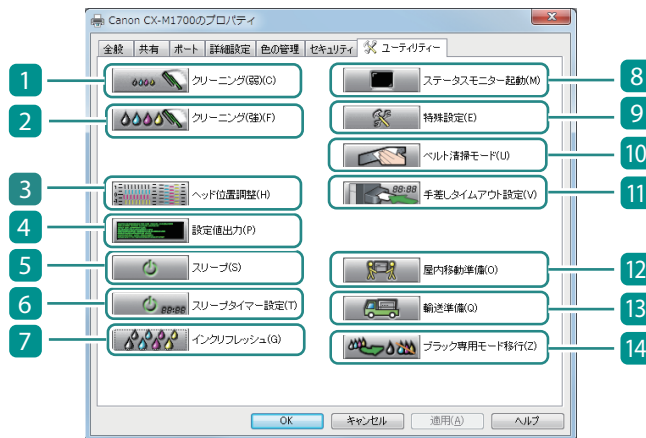 Canon CX-M1700のプロパティ
全般 共有 ポート 詳細設定 色の管理 セキュリティ ユーティリティー
1 クリーニング(弱)(C)
2 クリーニング(強)(F)
3 ヘッド位置調整(H)
4 設定値出力(P)
5 スリープ(S)
6 88:88 スリープタイマー設定(T)
7 インクリフレッシュ(G)
ステータスモニター起動(M) 8
特殊設定(E) 9
ベルト清掃モード(U) 10
88:88 手差しタイムアウト設定(V) 11
屋内移動準備(O) 12
輸送準備(Q) 13
ブラック専用モード移行(Z) 14
OK キャンセル 適用(A) ヘルプ